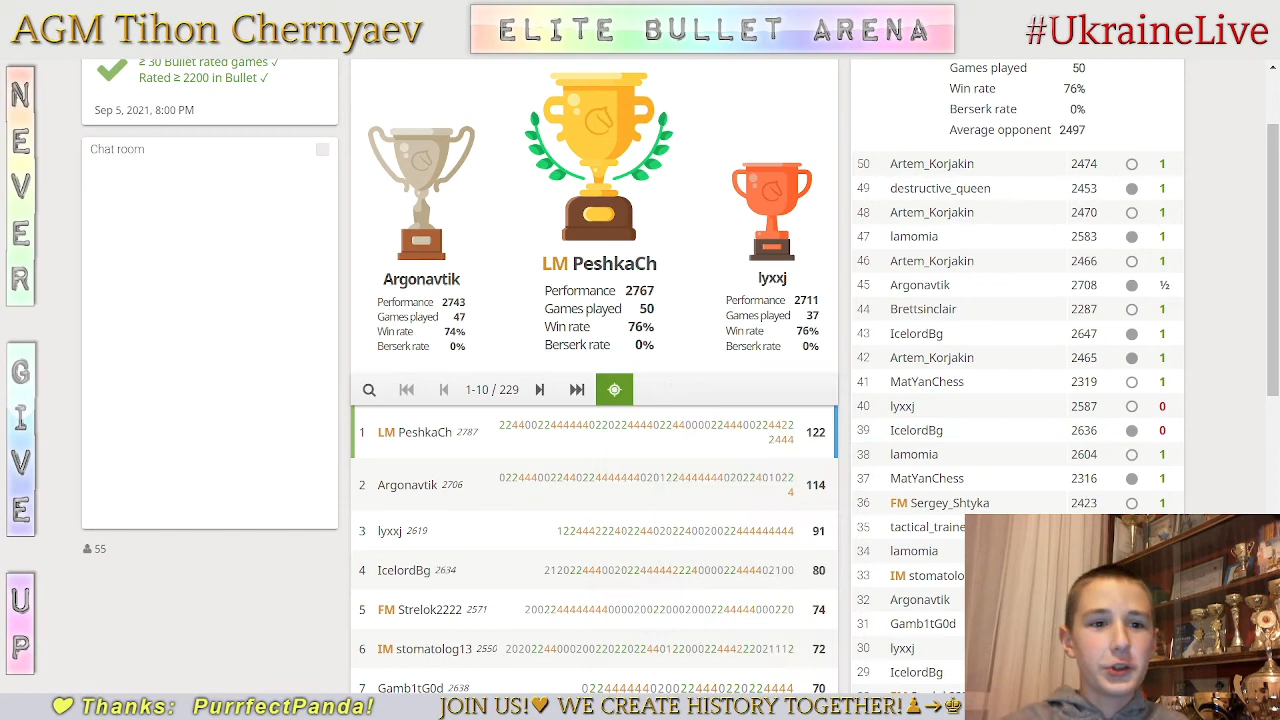 AGM Tihon Chernyaev
ELITE BULLET ARENA
#UkraineLive
NEVER
GIVE
UP
≥ 30 Bullet rated games ✓
Rated ≥ 2200 in Bullet ✓
Sep 5, 2021, 8:00 PM
Chat room
55
Argonavtik
Performance 2743
Games played 47
Win rate 74%
Berserk rate 0%
LM PeshkaCh
Performance 2767
Games played 50
Win rate 76%
Berserk rate 0%
lyxxj
Performance 2711
Games played 37
Win rate 76%
Berserk rate 0%
1-10 / 229
1 LM PeshkaCh 2787 122
2 Argonavtik 2706 114
3 lyxxj 2619 91
4 IcelordBg 2634 80
5 FM Strelok2222 2571 74
6 IM stomatolog13 72
7 Gamb1tG0d 2638 70
Games played 50
Win rate 76%
Berserk rate 0%
Average opponent 2497
50 Artem_Korjakin 2474 1
49 destructive_queen 2453 1
48 Artem_Korjakin 2470 1
47 lamomia 2583 1
46 Artem_Korjakin 2466 1
45 Argonavtik 2708 ½
44 Brettsinclair 2287 1
43 IcelordBg 2647 1
42 Artem_Korjakin 2465 1
41 MatYanChess 2319 1
40 lyxxj 2587 0
39 IcelordBg 2636 0
38 lamomia 2604 1
37 MatYanChess 2316 1
36 FM Sergey_Shtyka 2423 1
35 tactical_traine
34 lamomia
33 IM stomatolo
32 Argonavtik
31 Gamb1tG0d
30 lyxxj
29 IcelordBg
Thanks: PurrfectPanda!
JOIN US! WE CREATE HISTORY TOGETHER!